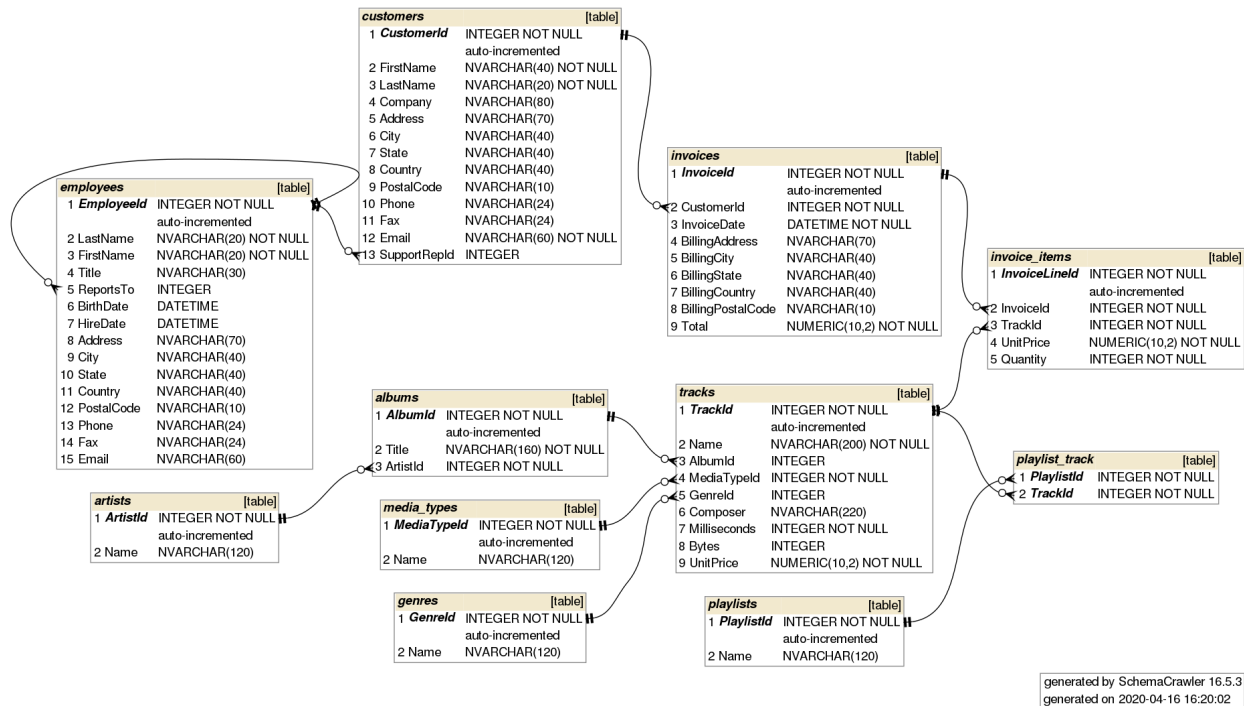 customers [table]
1 CustomerId INTEGER NOT NULL
auto-incremented
2 FirstName NVARCHAR(40) NOT NULL
3 LastName NVARCHAR(20) NOT NULL
4 Company NVARCHAR(80)
5 Address NVARCHAR(70)
6 City NVARCHAR(40)
7 State NVARCHAR(40)
8 Country NVARCHAR(40)
9 PostalCode NVARCHAR(10)
10 Phone NVARCHAR(24)
11 Fax NVARCHAR(24)
12 Email NVARCHAR(60) NOT NULL
13 SupportRepId INTEGER
employees [table]
1 EmployeeId INTEGER NOT NULL
auto-incremented
2 LastName NVARCHAR(20) NOT NULL
3 FirstName NVARCHAR(20) NOT NULL
4 Title NVARCHAR(30)
5 ReportsTo INTEGER
6 BirthDate DATETIME
7 HireDate DATETIME
8 Address NVARCHAR(70)
9 City NVARCHAR(40)
10 State NVARCHAR(40)
11 Country NVARCHAR(40)
12 PostalCode NVARCHAR(10)
13 Phone NVARCHAR(24)
14 Fax NVARCHAR(24)
15 Email NVARCHAR(60)
invoices [table]
1 InvoiceId INTEGER NOT NULL
auto-incremented
2 CustomerId INTEGER NOT NULL
3 InvoiceDate DATETIME NOT NULL
4 BillingAddress NVARCHAR(70)
5 BillingCity NVARCHAR(40)
6 BillingState NVARCHAR(40)
7 BillingCountry NVARCHAR(40)
8 BillingPostalCode NVARCHAR(10)
9 Total NUMERIC(10,2) NOT NULL
invoice_items [table]
1 InvoiceLineId INTEGER NOT NULL
auto-incremented
2 InvoiceId INTEGER NOT NULL
3 TrackId INTEGER NOT NULL
4 UnitPrice NUMERIC(10,2) NOT NULL
5 Quantity INTEGER NOT NULL
albums [table]
1 AlbumId INTEGER NOT NULL
auto-incremented
2 Title NVARCHAR(160) NOT NULL
3 ArtistId INTEGER NOT NULL
tracks [table]
1 TrackId INTEGER NOT NULL
auto-incremented
2 Name NVARCHAR(200) NOT NULL
3 AlbumId INTEGER
4 MediaTypeId INTEGER NOT NULL
5 GenreId INTEGER
6 Composer NVARCHAR(220)
7 Milliseconds INTEGER NOT NULL
8 Bytes INTEGER
9 UnitPrice NUMERIC(10,2) NOT NULL
playlist_track [table]
1 PlaylistId INTEGER NOT NULL
2 TrackId INTEGER NOT NULL
artists [table]
1 ArtistId INTEGER NOT NULL
auto-incremented
2 Name NVARCHAR(120)
media_types [table]
1 MediaTypeId INTEGER NOT NULL
auto-incremented
2 Name NVARCHAR(120)
genres [table]
1 GenreId INTEGER NOT NULL
auto-incremented
2 Name NVARCHAR(120)
playlists [table]
1 PlaylistId INTEGER NOT NULL
auto-incremented
2 Name NVARCHAR(120)
generated by SchemaCrawler 16.5.3
generated on 2020-04-16 16:20:02